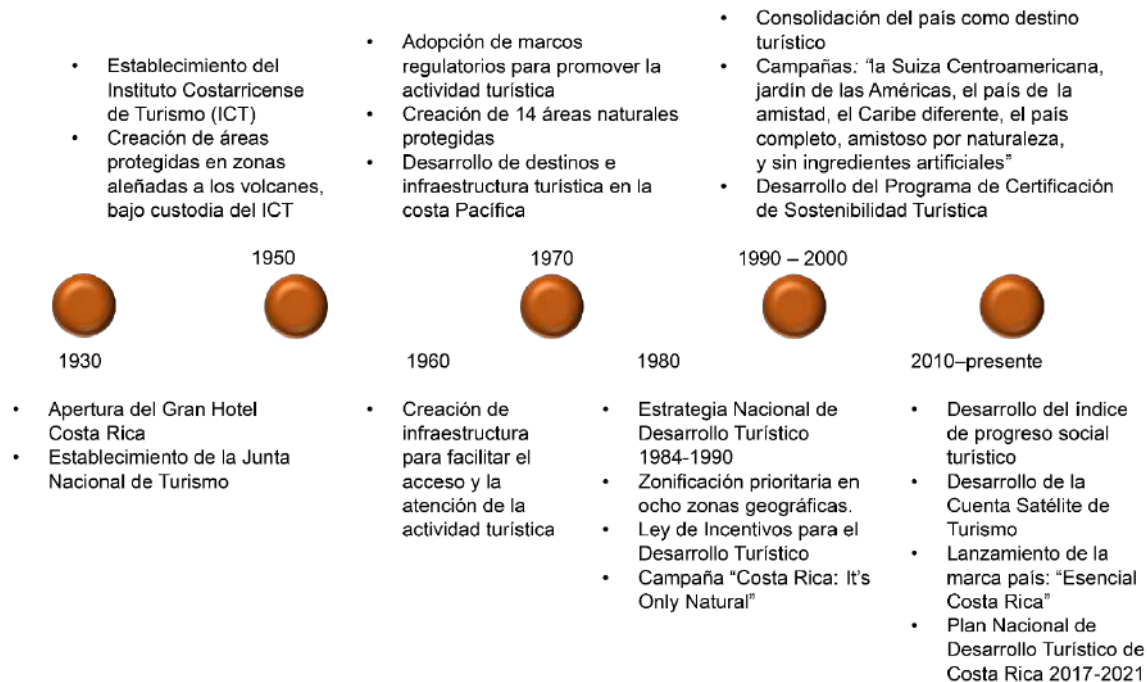 • Establecimiento del
Instituto Costarricense
de Turismo (ICT)
• Creación de áreas
protegidas en zonas
aleñadas a los volcanes,
bajo custodia del ICT
• Adopción de marcos
regulatorios para promover la
actividad turística
• Creación de 14 áreas naturales
protegidas
• Desarrollo de destinos e
infraestructura turística en la
costa Pacífica
• Consolidación del país como destino
turístico
• Campañas: “la Suiza Centroamericana,
jardín de las Américas, el país de la
amistad, el Caribe diferente, el país
completo, amistoso por naturaleza,
y sin ingredientes artificiales”
• Desarrollo del Programa de Certificación
de Sostenibilidad Turística
1950
1970
1990 – 2000
1930
1960
1980
2010–presente
• Apertura del Gran Hotel
Costa Rica
• Establecimiento de la Junta
Nacional de Turismo
• Creación de
infraestructura
para facilitar el
acceso y la
atención de la
actividad turística
• Estrategia Nacional de
Desarrollo Turístico
1984-1990
• Zonificación prioritaria en
ocho zonas geográficas.
• Ley de Incentivos para el
Desarrollo Turístico
• Campaña “Costa Rica: It’s
Only Natural”
• Desarrollo del índice
de progreso social
turístico
• Desarrollo de la
Cuenta Satélite de
Turismo
• Lanzamiento de la
marca país: “Esencial
Costa Rica”
• Plan Nacional de
Desarrollo Turístico de
Costa Rica 2017-2021